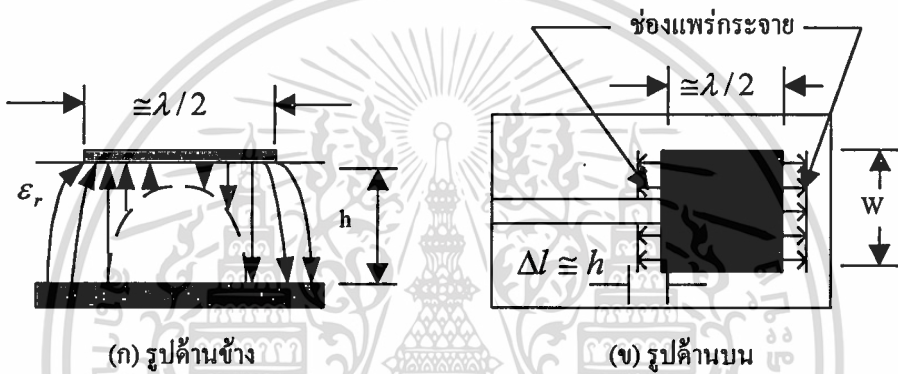 ช่องแพร่กระจาย
≅λ/2
≅λ/2
ε_r
h
W
Δl ≅ h
(ก) รูปด้านข้าง
(ข) รูปด้านบน